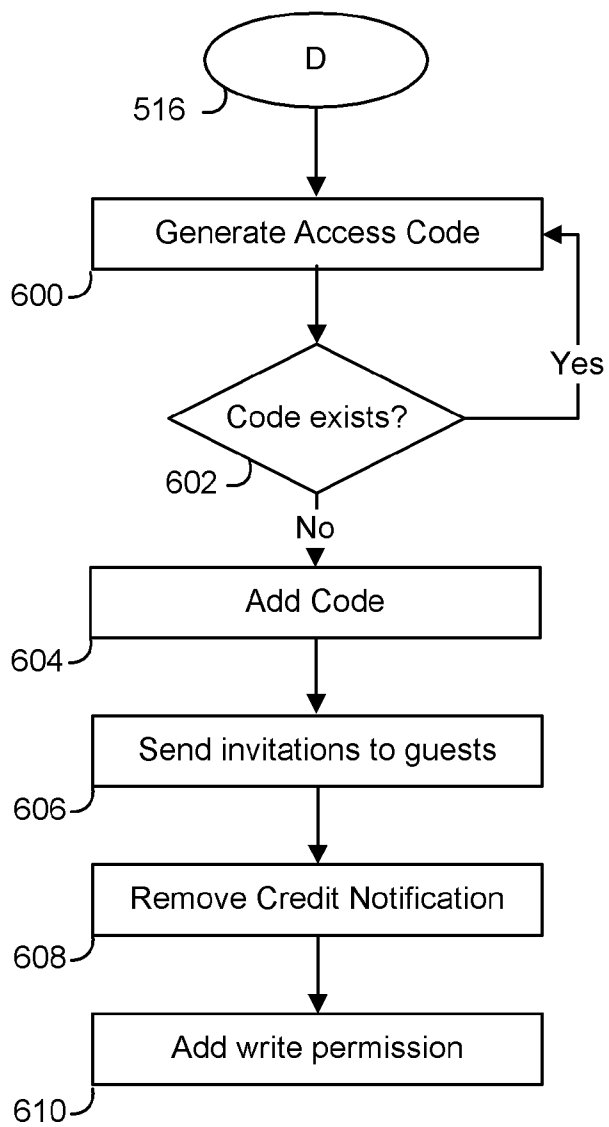 D
516
Generate Access Code
600
Yes
Code exists?
602
No
Add Code
604
Send invitations to guests
606
Remove Credit Notification
608
Add write permission
610